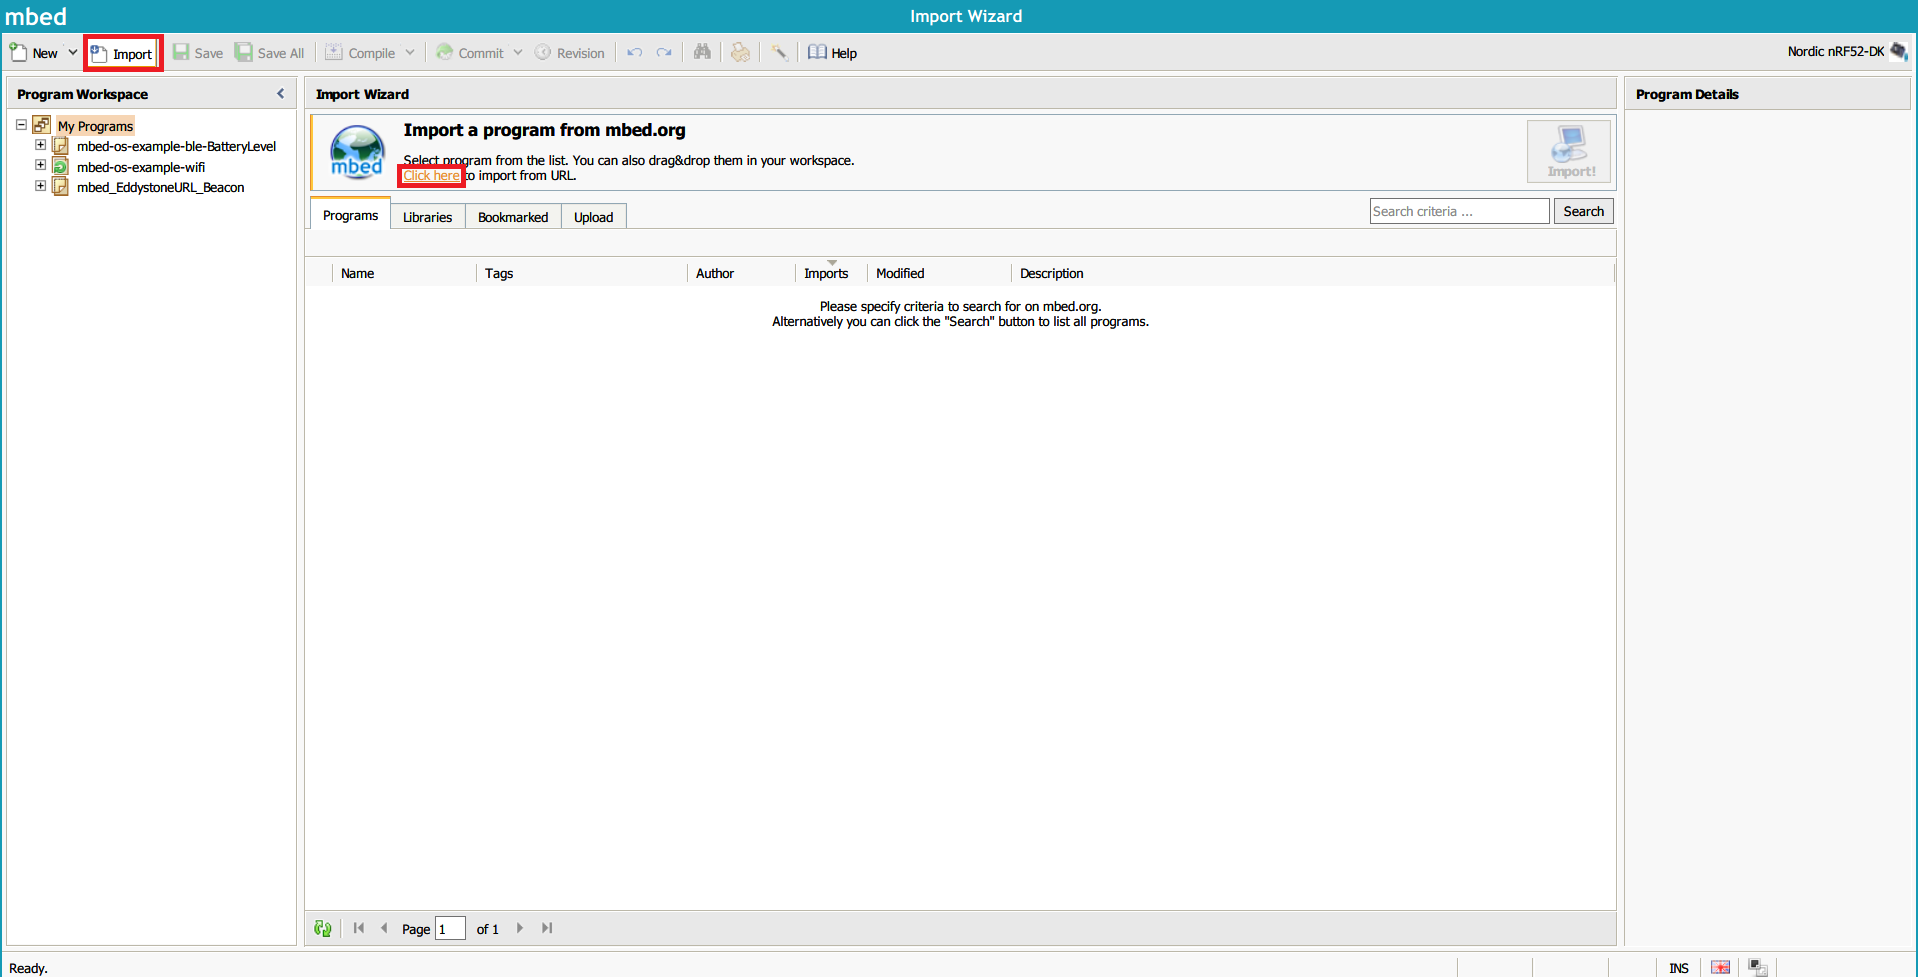 mbed
Import Wizard
New
Import
Save
Save All
Compile
Commit
Revision
Help
Nordic nRF52-DK
Program Workspace
My Programs
mbed-os-example-ble-BatteryLevel
mbed-os-example-wifi
mbed_EddystoneURL_Beacon
Import Wizard
mbed
Import a program from mbed.org
Select program from the list. You can also drag&drop them in your workspace.
Click here to import from URL.
Import!
Programs
Libraries
Bookmarked
Upload
Search criteria ...
Search
Name
Tags
Author
Imports
Modified
Description
Please specify criteria to search for on mbed.org.
Alternatively you can click the "Search" button to list all programs.
Page 1 of 1
Program Details
Ready.
INS